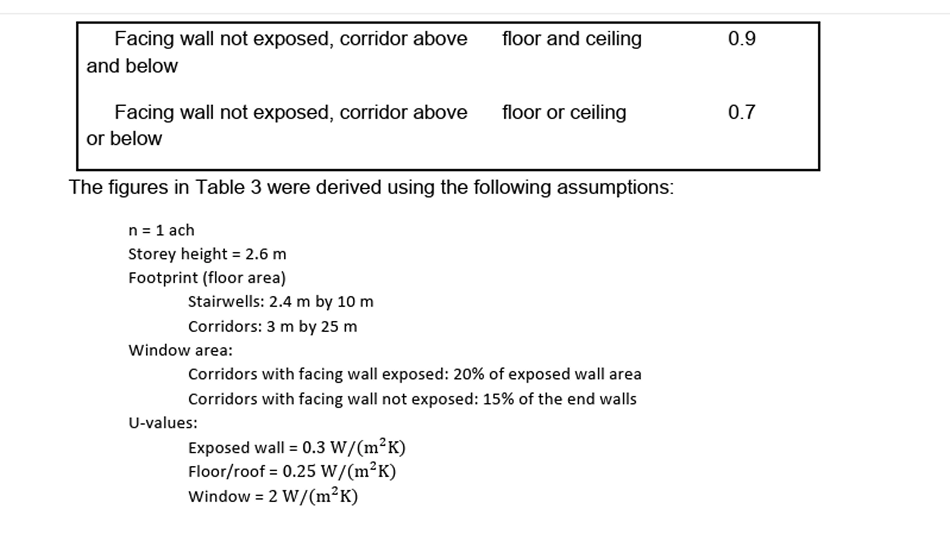 Facing wall not exposed, corridor above floor and ceiling 0.9
and below
Facing wall not exposed, corridor above floor or ceiling 0.7
or below
The figures in Table 3 were derived using the following assumptions:
n = 1 ach
Storey height = 2.6 m
Footprint (floor area)
Stairwells: 2.4 m by 10 m
Corridors: 3 m by 25 m
Window area:
Corridors with facing wall exposed: 20% of exposed wall area
Corridors with facing wall not exposed: 15% of the end walls
U-values:
Exposed wall = 0.3 W/(m²K)
Floor/roof = 0.25 W/(m²K)
Window = 2 W/(m²K)